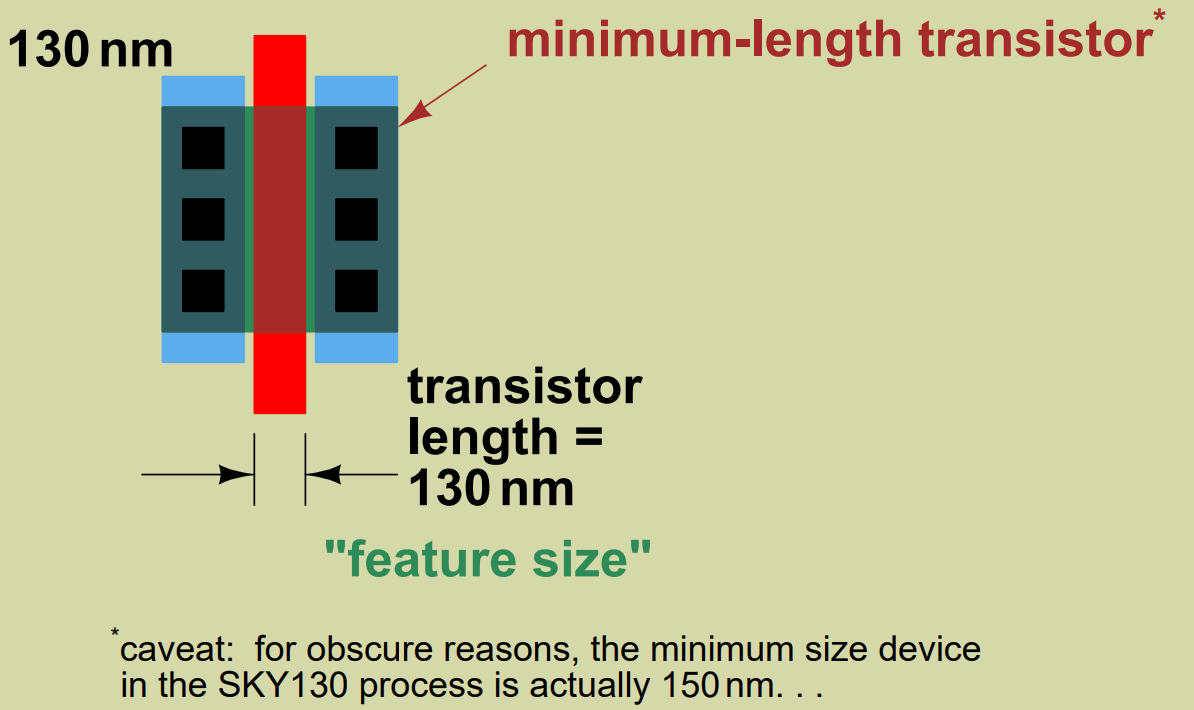 130 nm
minimum-length transistor*
transistor
length =
130 nm
"feature size"
*caveat:  for obscure reasons, the minimum size device
in the SKY130 process is actually 150 nm. . .